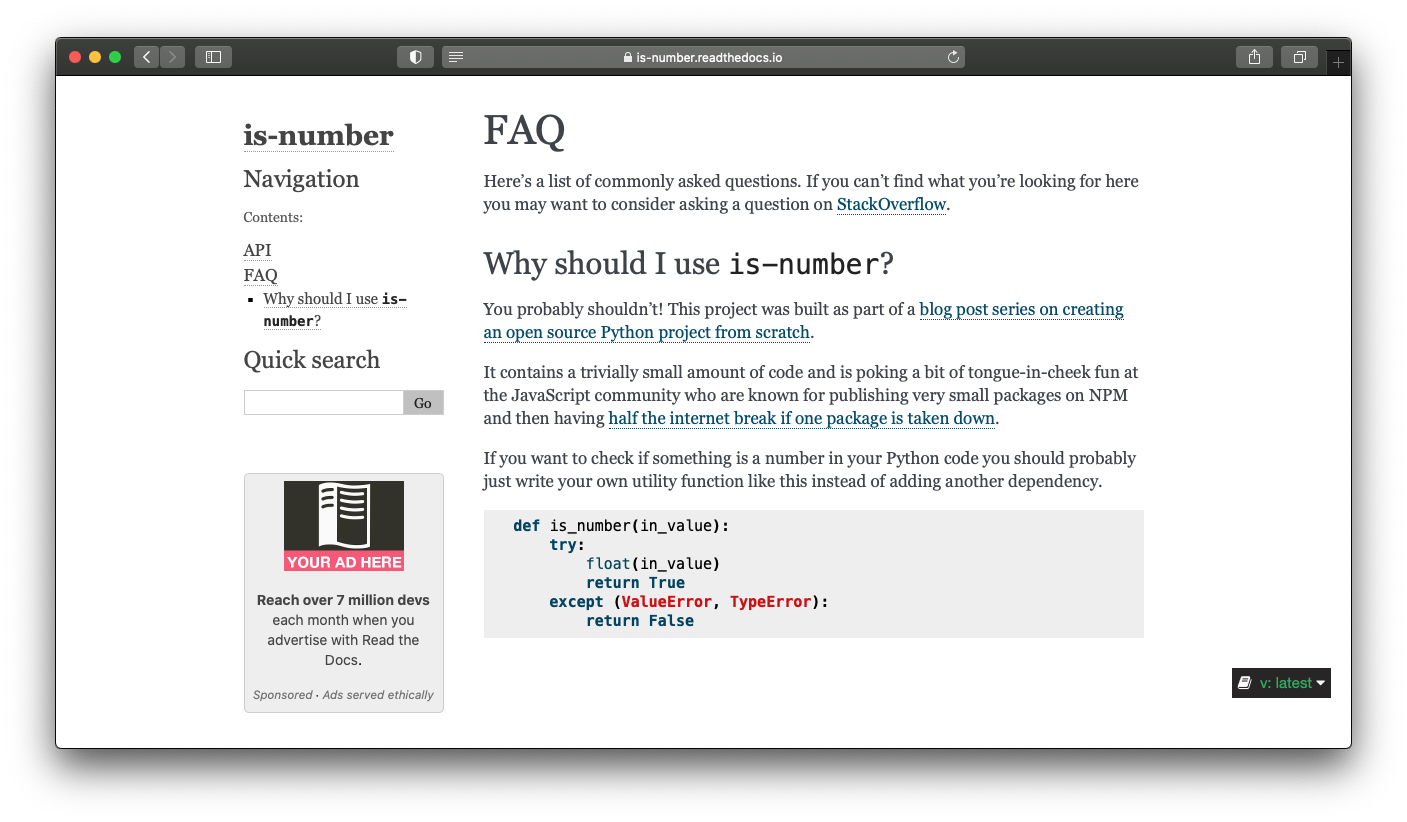 is-number.readthedocs.io
is-number
Navigation
Contents:
API
FAQ
Why should I use is-
number?
Quick search
Go
YOUR AD HERE
Reach over 7 million devs
each month when you
advertise with Read the
Docs.
Sponsored · Ads served ethically
FAQ
Here’s a list of commonly asked questions. If you can’t find what you’re looking for here
you may want to consider asking a question on StackOverflow.
Why should I use is-number?
You probably shouldn’t! This project was built as part of a blog post series on creating
an open source Python project from scratch.
It contains a trivially small amount of code and is poking a bit of tongue-in-cheek fun at
the JavaScript community who are known for publishing very small packages on NPM
and then having half the internet break if one package is taken down.
If you want to check if something is a number in your Python code you should probably
just write your own utility function like this instead of adding another dependency.
def is_number(in_value):
    try:
        float(in_value)
        return True
    except (ValueError, TypeError):
        return False
v: latest